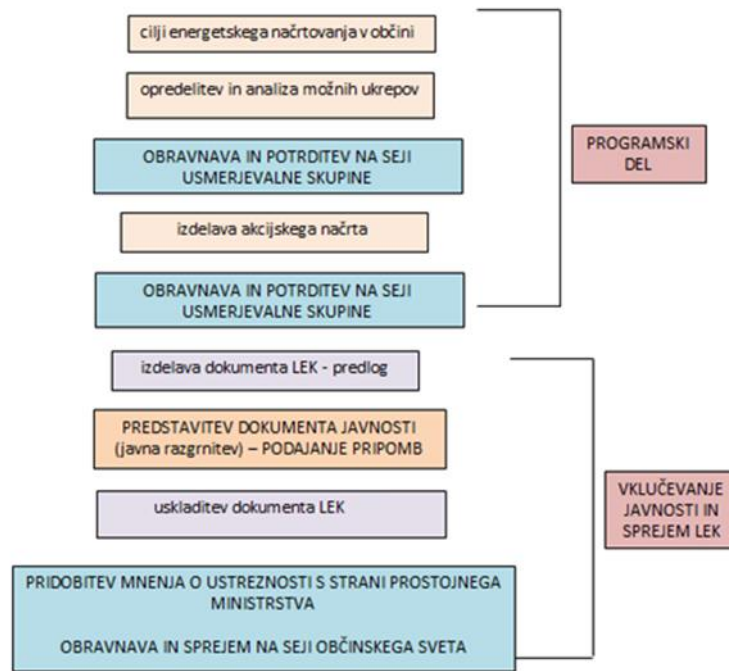 cilji energetskega načrtovanja v občini
opredelitev in analiza možnih ukrepov
OBRAVNAVA IN POTRDITEV NA SEJI
USMERJEVALNE SKUPINE
PROGRAMSKI
DEL
izdelava akcijskega načrta
OBRAVNAVA IN POTRDITEV NA SEJI
USMERJEVALNE SKUPINE
izdelava dokumenta LEK - predlog
PREDSTAVITEV DOKUMENTA JAVNOSTI
(javna razgrnitev) – PODAJANJE PRIPOMB
uskladitev dokumenta LEK
VKLUČEVANJE
JAVNOSTI IN
SPREJEM LEK
PRIDOBITEV MNENJA O USTREZNOSTI S STRANI PROSTOJNEGA
MINISTRSTVA
OBRAVNAVA IN SPREJEM NA SEJI OBČINSKEGA SVETA